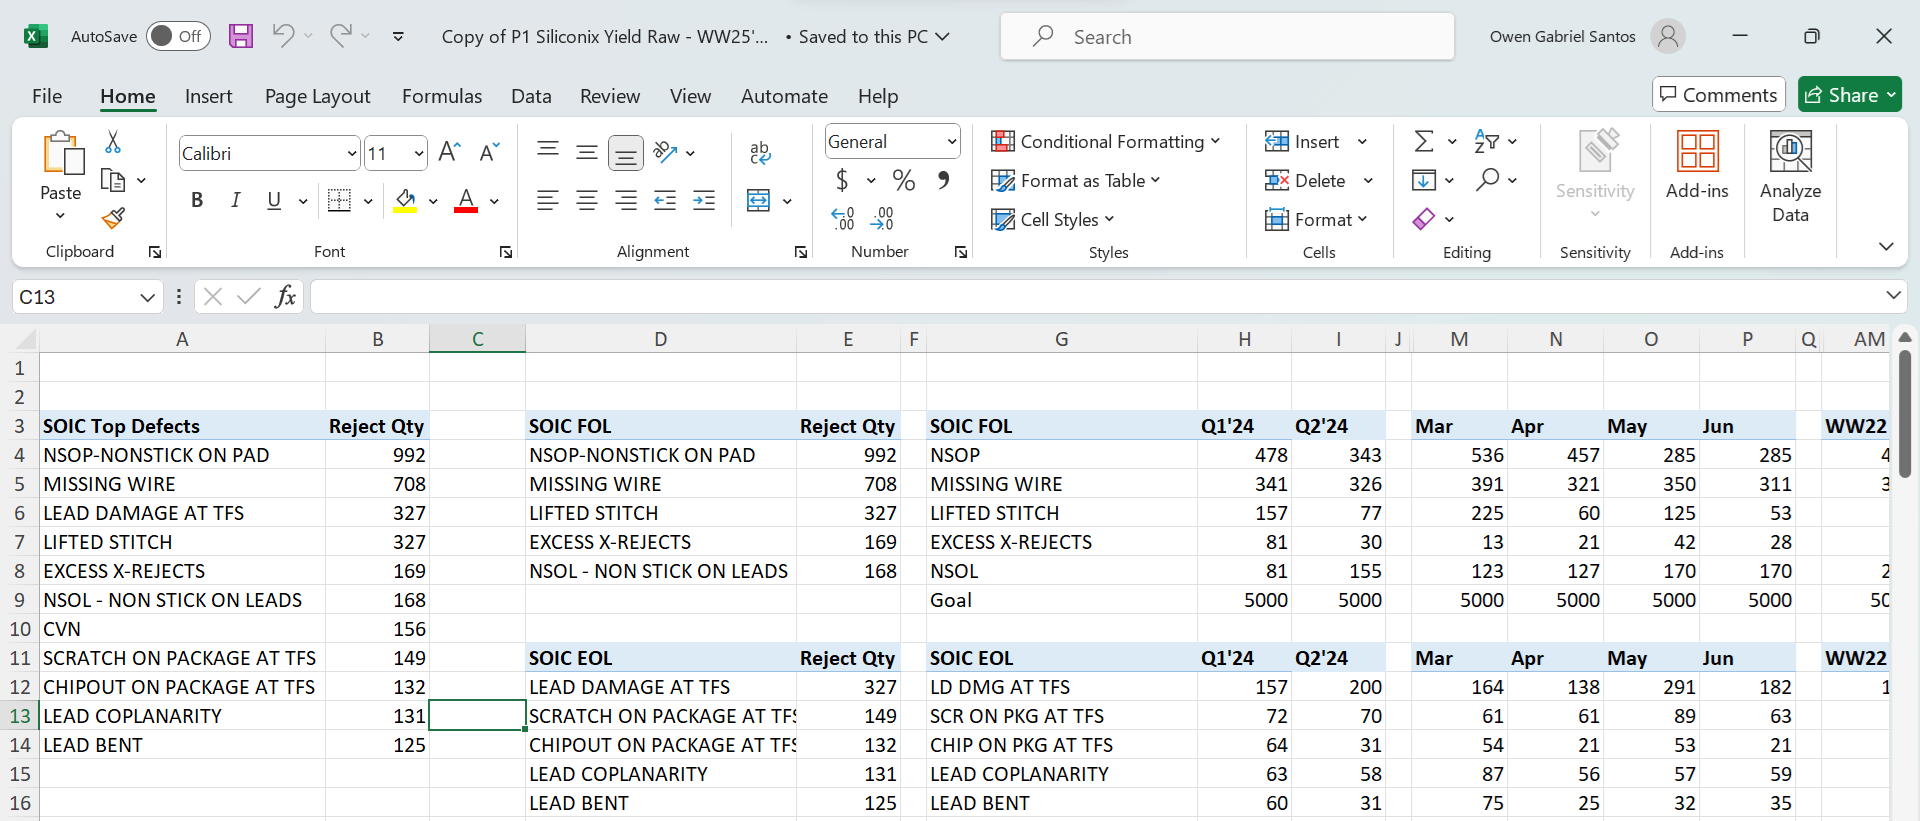 AutoSave Off Copy of P1 Siliconix Yield Raw - WW25'... • Saved to this PC Search Owen Gabriel Santos
File Home Insert Page Layout Formulas Data Review View Automate Help Comments Share
Paste
Clipboard
Calibri 11
B I U A
Font
ab
Alignment
General
$ % 9
Number
Conditional Formatting
Format as Table
Cell Styles
Styles
Insert
Delete
Format
Cells
Editing
Sensitivity
Sensitivity
Add-ins
Add-ins
Analyze
Data
C13 fx
A B C D E F G H I J M N O P Q AM
1
2
3 SOIC Top Defects Reject Qty SOIC FOL Reject Qty SOIC FOL Q1'24 Q2'24 Mar Apr May Jun WW22
4 NSOP-NONSTICK ON PAD 992 NSOP-NONSTICK ON PAD 992 NSOP 478 343 536 457 285 285 4
5 MISSING WIRE 708 MISSING WIRE 708 MISSING WIRE 341 326 391 321 350 311 3
6 LEAD DAMAGE AT TFS 327 LIFTED STITCH 327 LIFTED STITCH 157 77 225 60 125 53
7 LIFTED STITCH 327 EXCESS X-REJECTS 169 EXCESS X-REJECTS 81 30 13 21 42 28
8 EXCESS X-REJECTS 169 NSOL - NON STICK ON LEADS 168 NSOL 81 155 123 127 170 170 2
9 NSOL - NON STICK ON LEADS 168 Goal 5000 5000 5000 5000 5000 5000 50
10 CVN 156
11 SCRATCH ON PACKAGE AT TFS 149 SOIC EOL Reject Qty SOIC EOL Q1'24 Q2'24 Mar Apr May Jun WW22
12 CHIPOUT ON PACKAGE AT TFS 132 LEAD DAMAGE AT TFS 327 LD DMG AT TFS 157 200 164 138 291 182 1
13 LEAD COPLANARITY 131 SCRATCH ON PACKAGE AT TFS 149 SCR ON PKG AT TFS 72 70 61 61 89 63
14 LEAD BENT 125 CHIPOUT ON PACKAGE AT TFS 132 CHIP ON PKG AT TFS 64 31 54 21 53 21
15 LEAD COPLANARITY 131 LEAD COPLANARITY 63 58 87 56 57 59
16 LEAD BENT 125 LEAD BENT 60 31 75 25 32 35